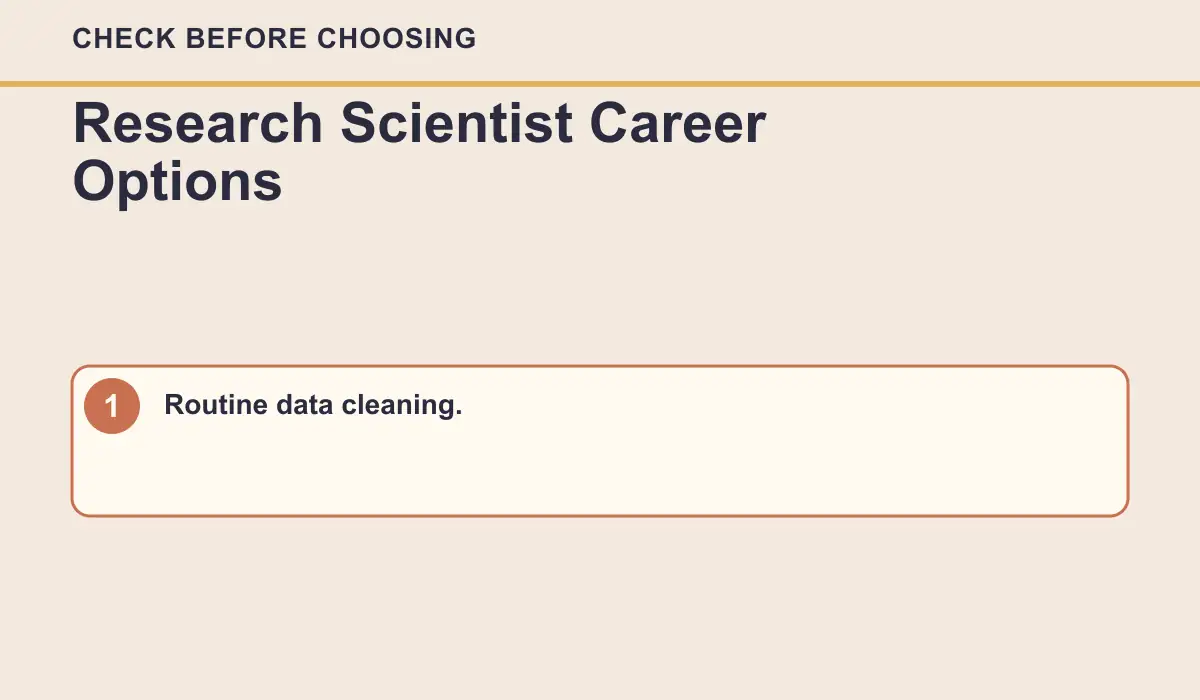 CHECK BEFORE CHOOSING
Research Scientist Career
Options
1 Routine data cleaning.